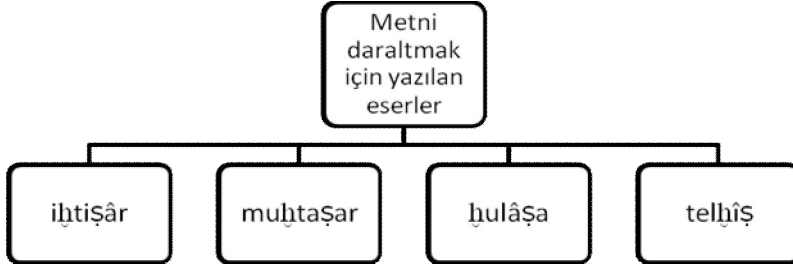 Metni
daraltmak
için yazılan
eserler
iḫtiṣâr
muḫtaṣar
ḫulâṣa
telḫîṣ